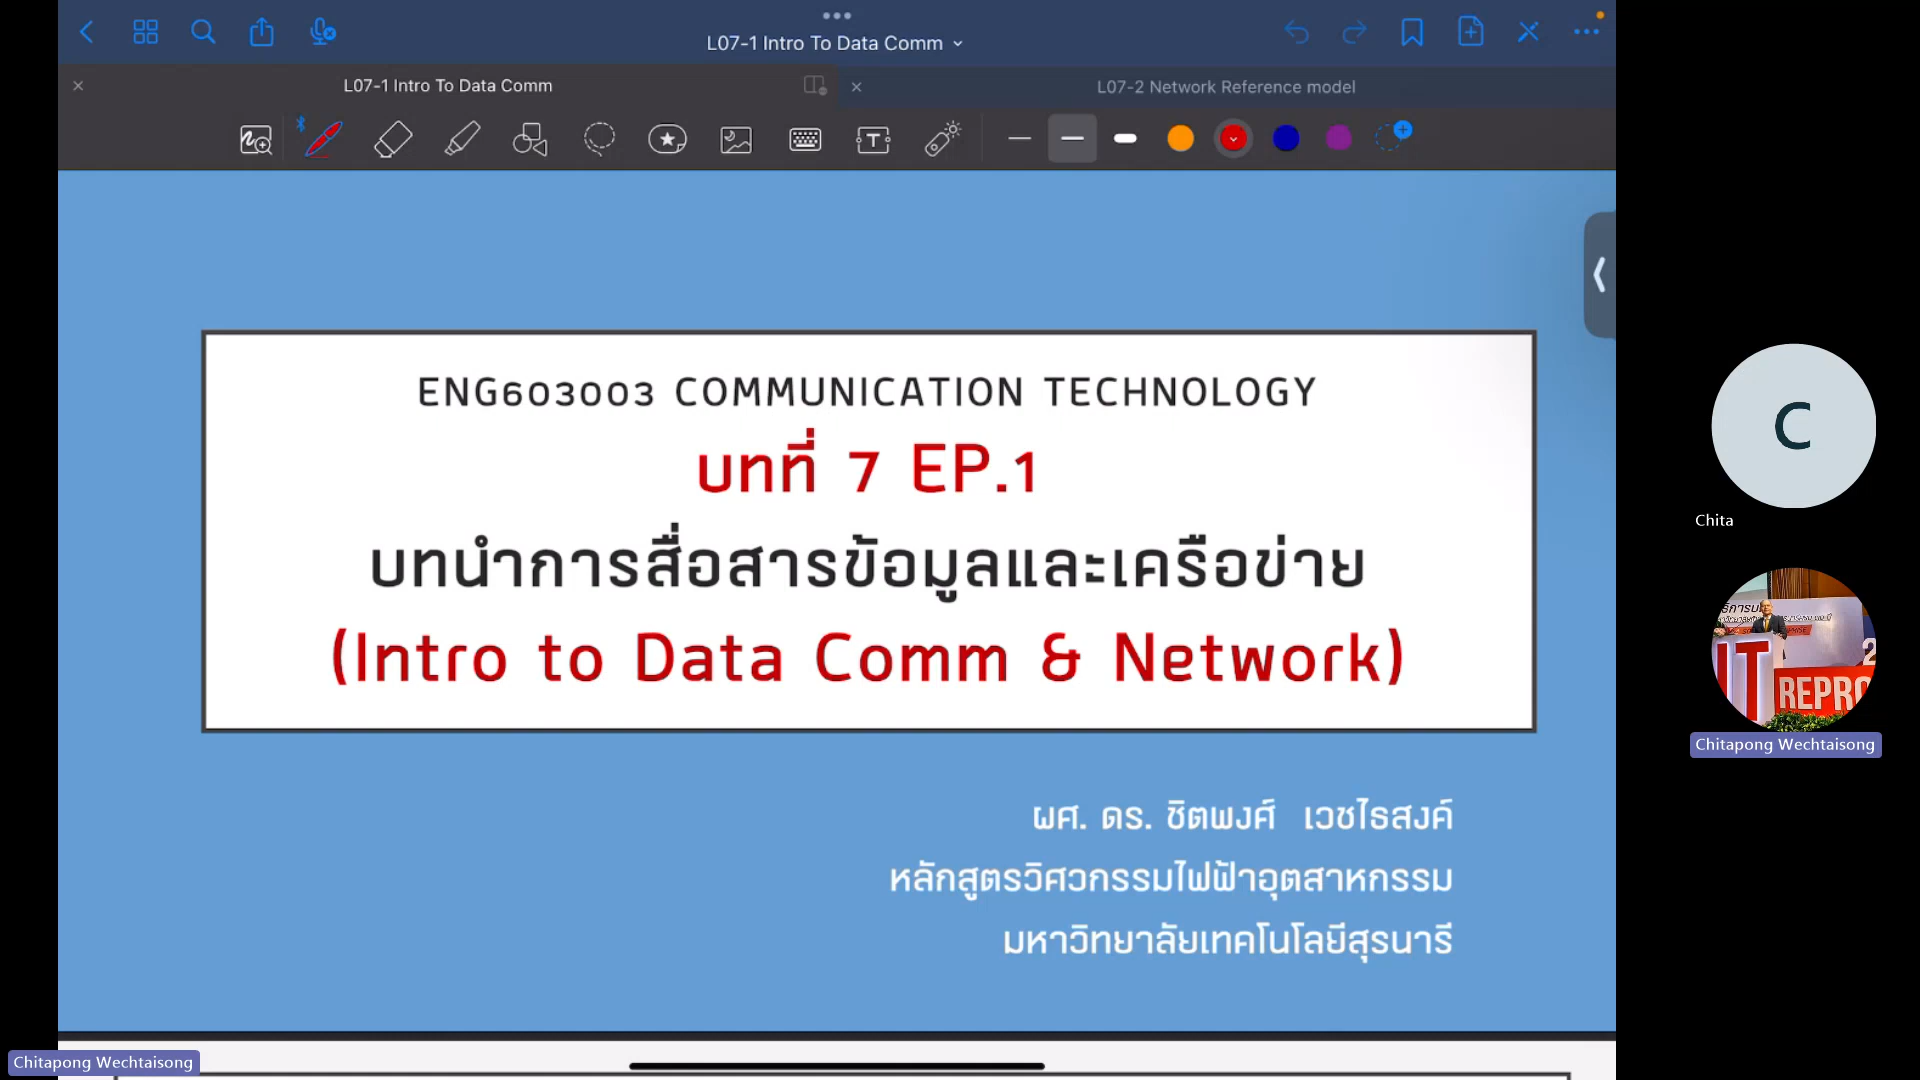 L07-1 Intro To Data Comm
L07-1 Intro To Data Comm
L07-2 Network Reference model
ENG603003 COMMUNICATION TECHNOLOGY
บทที่ 7 EP.1
บทนำการสื่อสารข้อมูลและเครือข่าย
(Intro to Data Comm & Network)
ผศ. ดร. ชิตพงศ์ เวชไธสงค์
หลักสูตรวิศวกรรมไฟฟ้าอุตสาหกรรม
มหาวิทยาลัยเทคโนโลยีสุรนารี
C
Chita
IT
REPRO
Chitapong Wechtaisong
Chitapong Wechtaisong